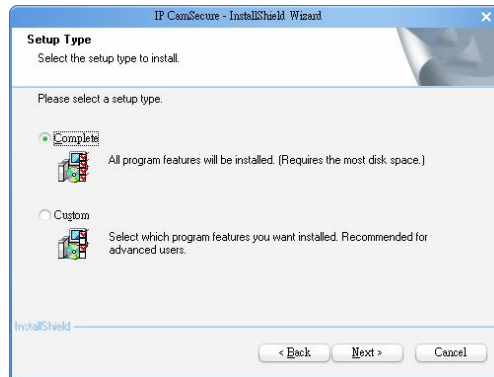 IP CamSecure - InstallShield Wizard
Setup Type
Select the setup type to install.
Please select a setup type.
Complete
All program features will be installed. (Requires the most disk space.)
Custom
Select which program features you want installed. Recommended for
advanced users.
InstallShield
< Back
Next >
Cancel